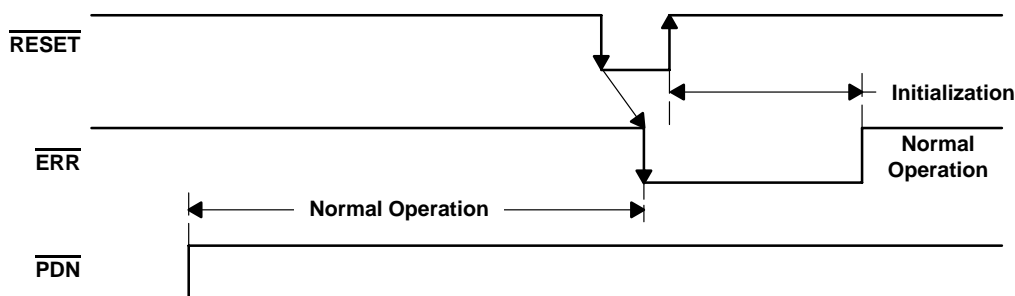 RESET
Initialization
ERR
Normal
Operation
Normal Operation
PDN